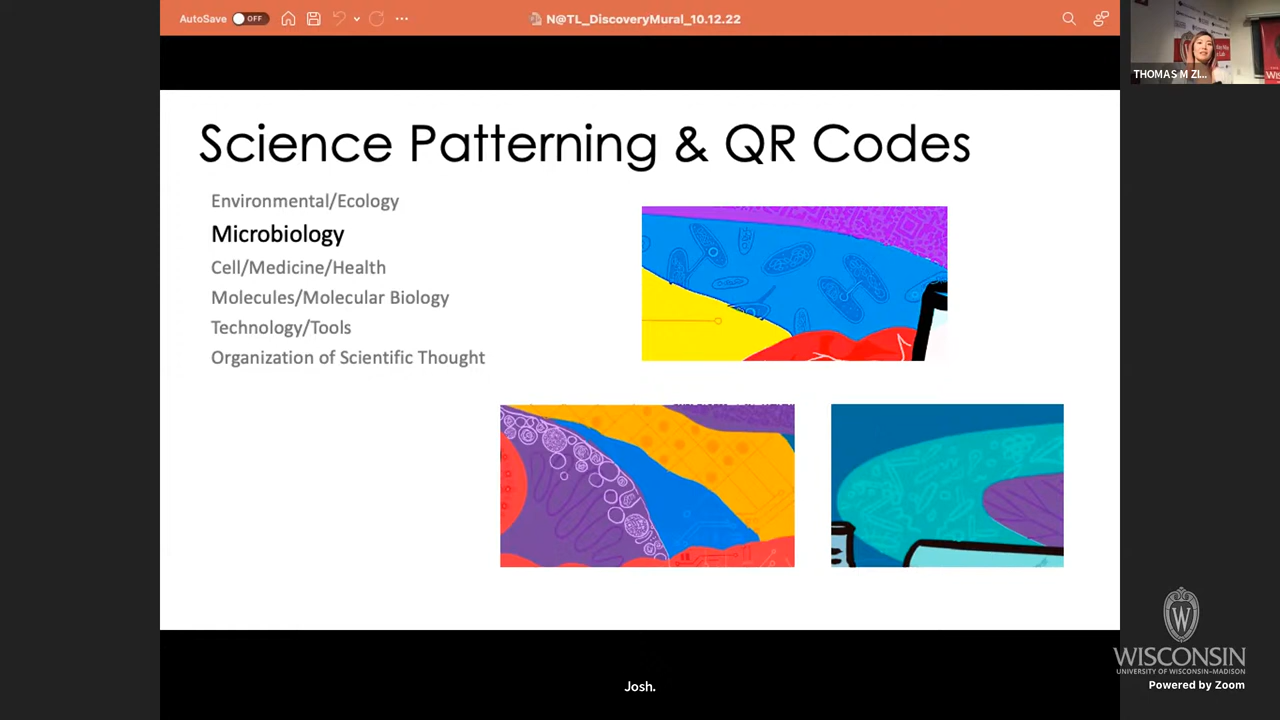 AutoSave OFF
N@TL_DiscoveryMural_10.12.22
THOMAS M ZI...
Science Patterning & QR Codes
Environmental/Ecology
Microbiology
Cell/Medicine/Health
Molecules/Molecular Biology
Technology/Tools
Organization of Scientific Thought
W
WISCONSIN
UNIVERSITY OF WISCONSIN–MADISON
Powered by Zoom
Josh.